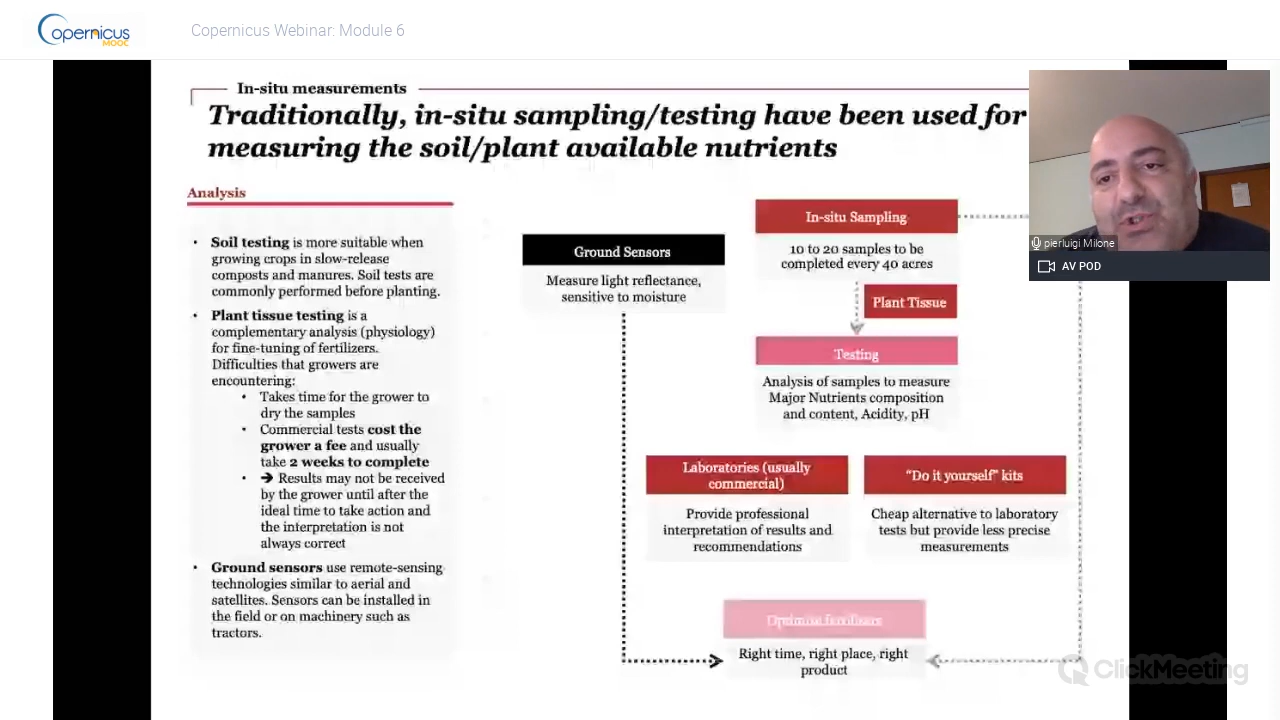 Copernicus
MOOC
Copernicus Webinar: Module 6
In-situ measurements
Traditionally, in-situ sampling/testing have been used for
measuring the soil/plant available nutrients
Analysis
• Soil testing is more suitable when
growing crops in slow-release
composts and manures. Soil tests are
commonly performed before planting.
• Plant tissue testing is a
complementary analysis (physiology)
for fine-tuning of fertilizers.
Difficulties that growers are
encountering:
• Takes time for the grower to
dry the samples
• Commercial tests cost the
grower a fee and usually
take 2 weeks to complete
• ➔ Results may not be received
by the grower until after the
ideal time to take action and
the interpretation is not
always correct
• Ground sensors use remote-sensing
technologies similar to aerial and
satellites. Sensors can be installed in
the field or on machinery such as
tractors.
Ground Sensors
Measure light reflectance,
sensitive to moisture
In-situ Sampling
10 to 20 samples to be
completed every 40 acres
Plant Tissue
Testing
Analysis of samples to measure
Major Nutrients composition
and content, Acidity, pH
Laboratories (usually
commercial)
Provide professional
interpretation of results and
recommendations
“Do it yourself” kits
Cheap alternative to laboratory
tests but provide less precise
measurements
Optimize fertilisers
Right time, right place, right
product
pierluigi Milone
AV POD
ClickMeeting